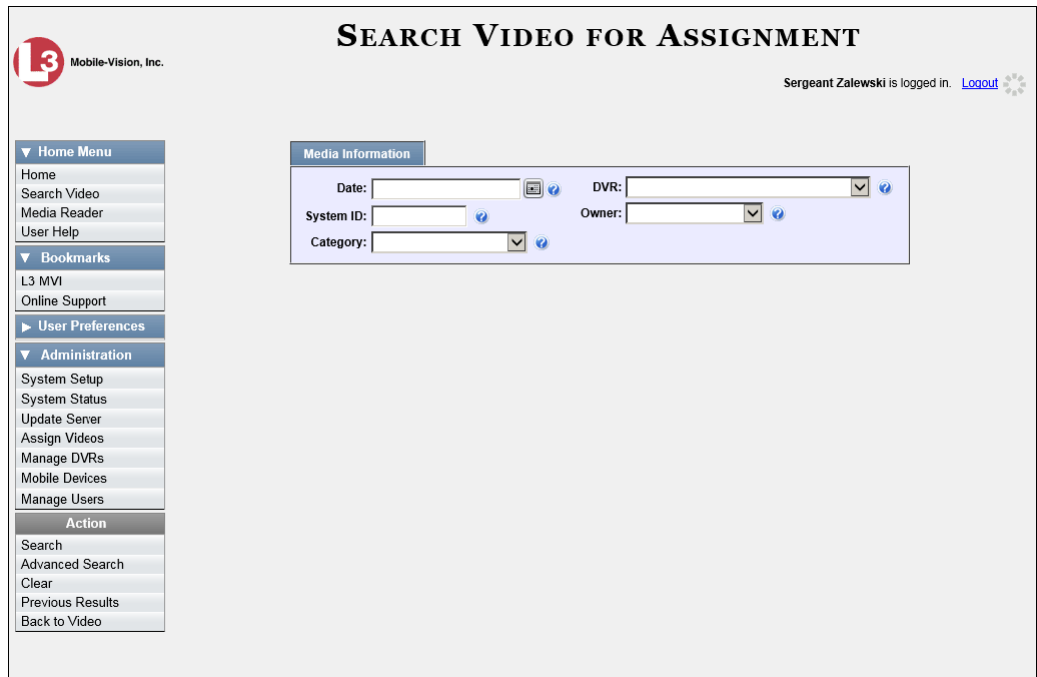 SEARCH VIDEO FOR ASSIGNMENT
L3 Mobile-Vision, Inc.
Sergeant Zalewski is logged in. Logout
Home Menu
Home
Search Video
Media Reader
User Help
Bookmarks
L3 MVI
Online Support
User Preferences
Administration
System Setup
System Status
Update Server
Assign Videos
Manage DVRs
Mobile Devices
Manage Users
Action
Search
Advanced Search
Clear
Previous Results
Back to Video
Media Information
Date: ? DVR: ?
System ID: ? Owner: ?
Category: ?